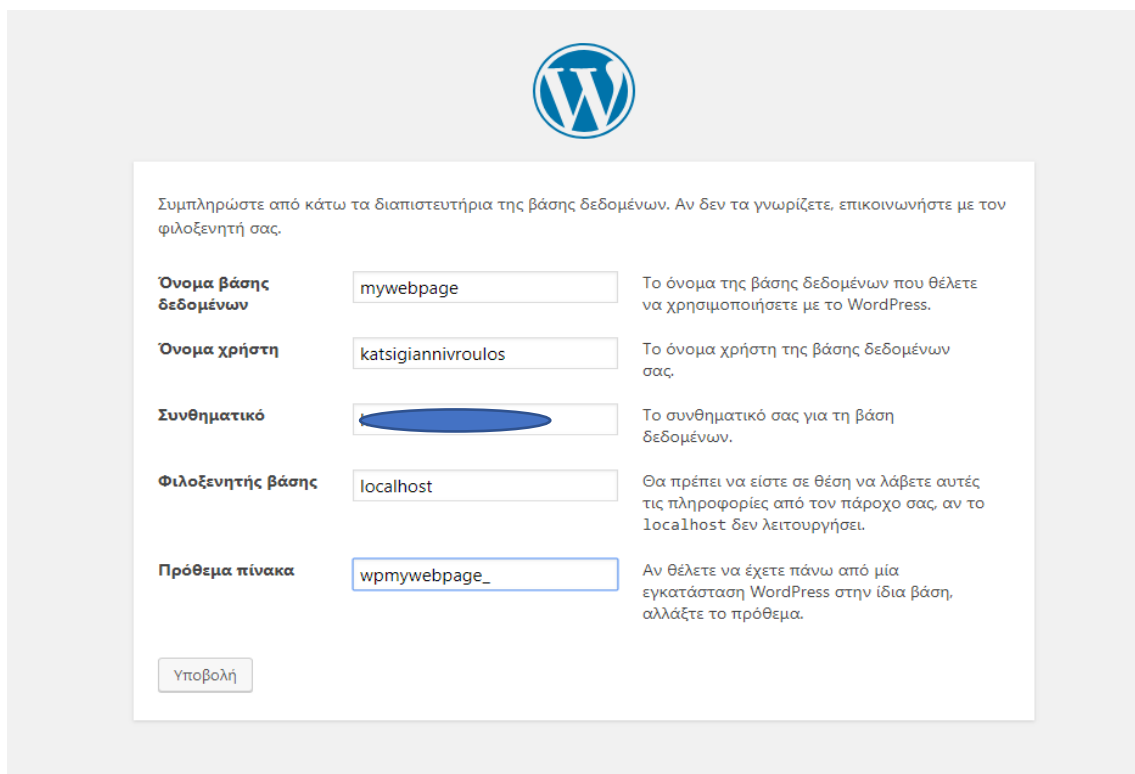 Συμπληρώστε από κάτω τα διαπιστευτήρια της βάσης δεδομένων. Αν δεν τα γνωρίζετε, επικοινωνήστε με τον
φιλοξενητή σας.
Όνομα βάσης
δεδομένων
mywebpage
Το όνομα της βάσης δεδομένων που θέλετε
να χρησιμοποιήσετε με το WordPress.
Όνομα χρήστη
katsigiannivroulos
Το όνομα χρήστη της βάσης δεδομένων
σας.
Συνθηματικό
Το συνθηματικό σας για τη βάση
δεδομένων.
Φιλοξενητής βάσης
localhost
Θα πρέπει να είστε σε θέση να λάβετε αυτές
τις πληροφορίες από τον πάροχο σας, αν το
localhost δεν λειτουργήσει.
Πρόθεμα πίνακα
wpmywebpage_
Αν θέλετε να έχετε πάνω από μία
εγκατάσταση WordPress στην ίδια βάση,
αλλάξτε το πρόθεμα.
Υποβολή